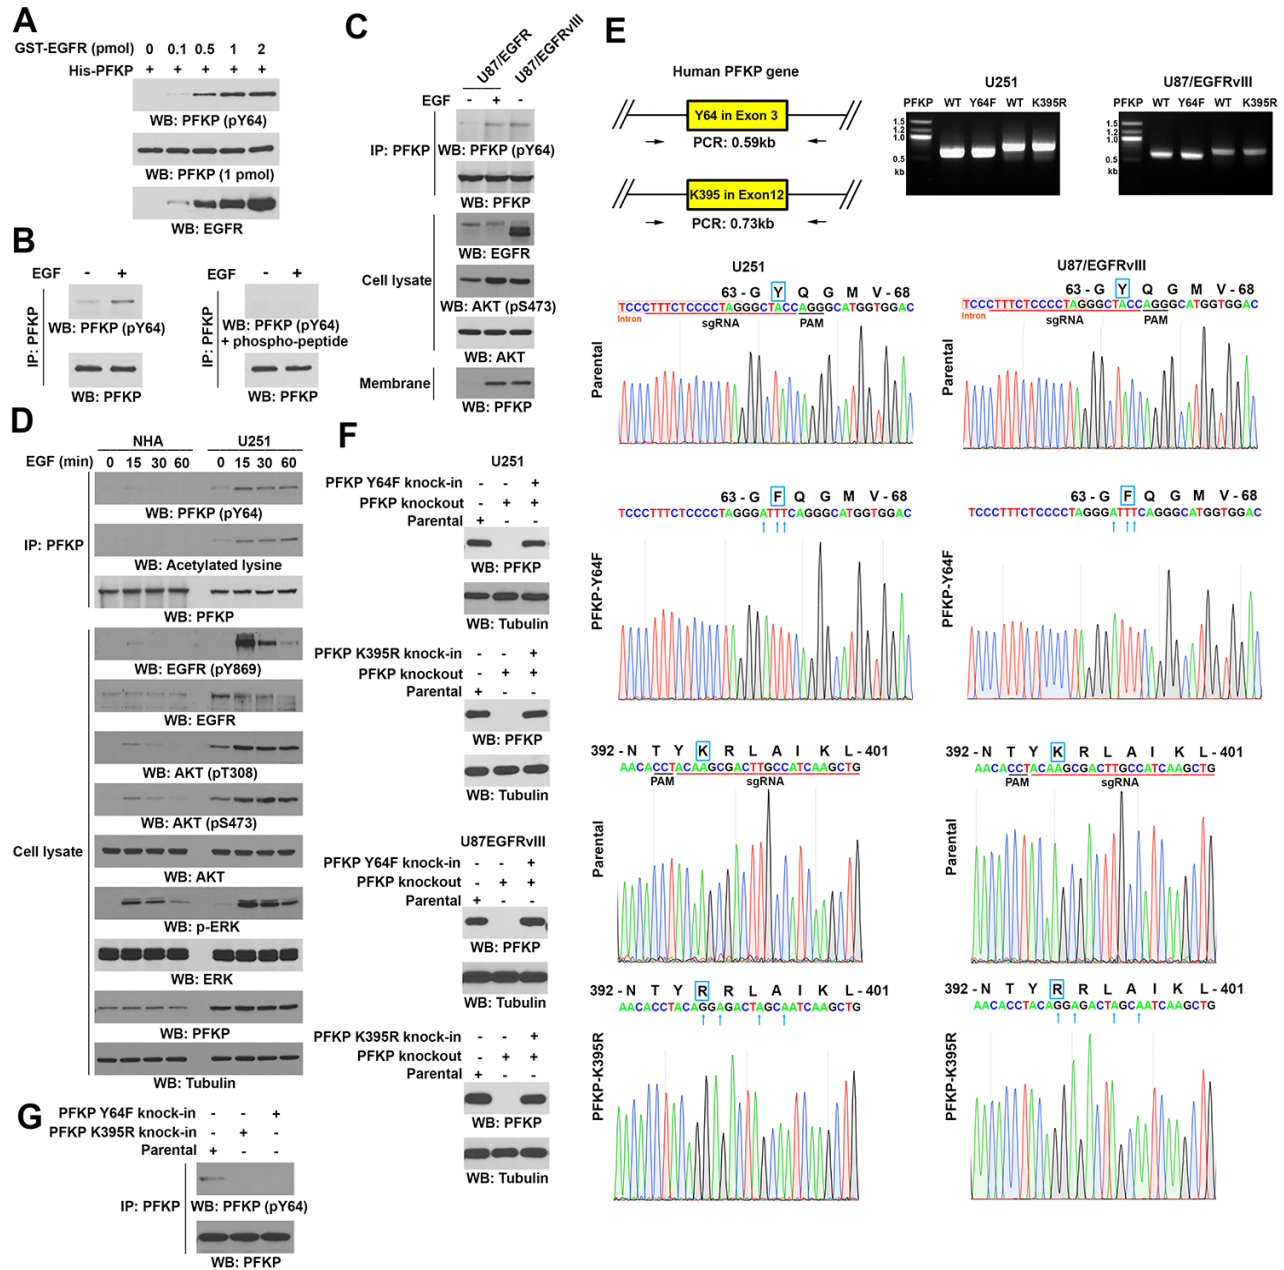 A
GST-EGFR (pmol) 0 0.1 0.5 1 2
His-PFKP + + + + +
WB: PFKP (pY64)
WB: PFKP (1 pmol)
WB: EGFR
B
EGF - +
IP: PFKP
WB: PFKP (pY64)
WB: PFKP
EGF - +
IP: PFKP
WB: PFKP (pY64)
+ phospho-peptide
WB: PFKP
C
U87/EGFR
U87/EGFRvIII
EGF - + -
IP: PFKP
WB: PFKP (pY64)
WB: PFKP
WB: EGFR
Cell lysate
WB: AKT (pS473)
WB: AKT
Membrane
WB: PFKP
D
NHA U251
EGF (min) 0 15 30 60 0 15 30 60
WB: PFKP (pY64)
IP: PFKP
WB: Acetylated lysine
WB: PFKP
WB: EGFR (pY869)
WB: EGFR
WB: AKT (pT308)
WB: AKT (pS473)
Cell lysate
WB: AKT
WB: p-ERK
WB: ERK
WB: PFKP
WB: Tubulin
E
Human PFKP gene
Y64 in Exon 3
PCR: 0.59kb
K395 in Exon12
PCR: 0.73kb
U251
PFKP WT Y64F WT K395R
1.5
1.2
1.0
0.5
kb
U87/EGFRvIII
PFKP WT Y64F WT K395R
1.5
1.2
1.0
0.5
kb
U251
63 - G Y Q G M V - 68
TCCCTTTCTCCCCTAGGGCTACCAGGGCATGGTGGAC
Intron sgRNA PAM
Parental
U87/EGFRvIII
63 - G Y Q G M V - 68
TCCCTTTCTCCCCTAGGGCTACCAGGGCATGGTGGAC
Intron sgRNA PAM
Parental
63 - G F Q G M V - 68
TCCCTTTCTCCCCTAGGGATTTCAGGGCATGGTGGAC
PFKP-Y64F
63 - G F Q G M V - 68
TCCCTTTCTCCCCTAGGGATTTCAGGGCATGGTGGAC
PFKP-Y64F
392 - N T Y K R L A I K L - 401
AACACCTACAAGCGACTTGCCATCAAGCTG
PAM sgRNA
Parental
392 - N T Y K R L A I K L - 401
AACACCTACAAGCGACTTGCCATCAAGCTG
PAM sgRNA
Parental
392 - N T Y R R L A I K L - 401
AACACCTACAGGAGACTAGCAATCAAGCTG
PFKP-K395R
392 - N T Y R R L A I K L - 401
AACACCTACAGGAGACTAGCAATCAAGCTG
PFKP-K395R
F
U251
PFKP Y64F knock-in - - +
PFKP knockout - + +
Parental + - -
WB: PFKP
WB: Tubulin
PFKP K395R knock-in - - +
PFKP knockout - + +
Parental + - -
WB: PFKP
WB: Tubulin
U87EGFRvIII
PFKP Y64F knock-in - - +
PFKP knockout - + +
Parental + - -
WB: PFKP
WB: Tubulin
PFKP K395R knock-in - - +
PFKP knockout - + +
Parental + - -
WB: PFKP
WB: Tubulin
G
PFKP Y64F knock-in - - +
PFKP K395R knock-in - + -
Parental + - -
IP: PFKP
WB: PFKP (pY64)
WB: PFKP